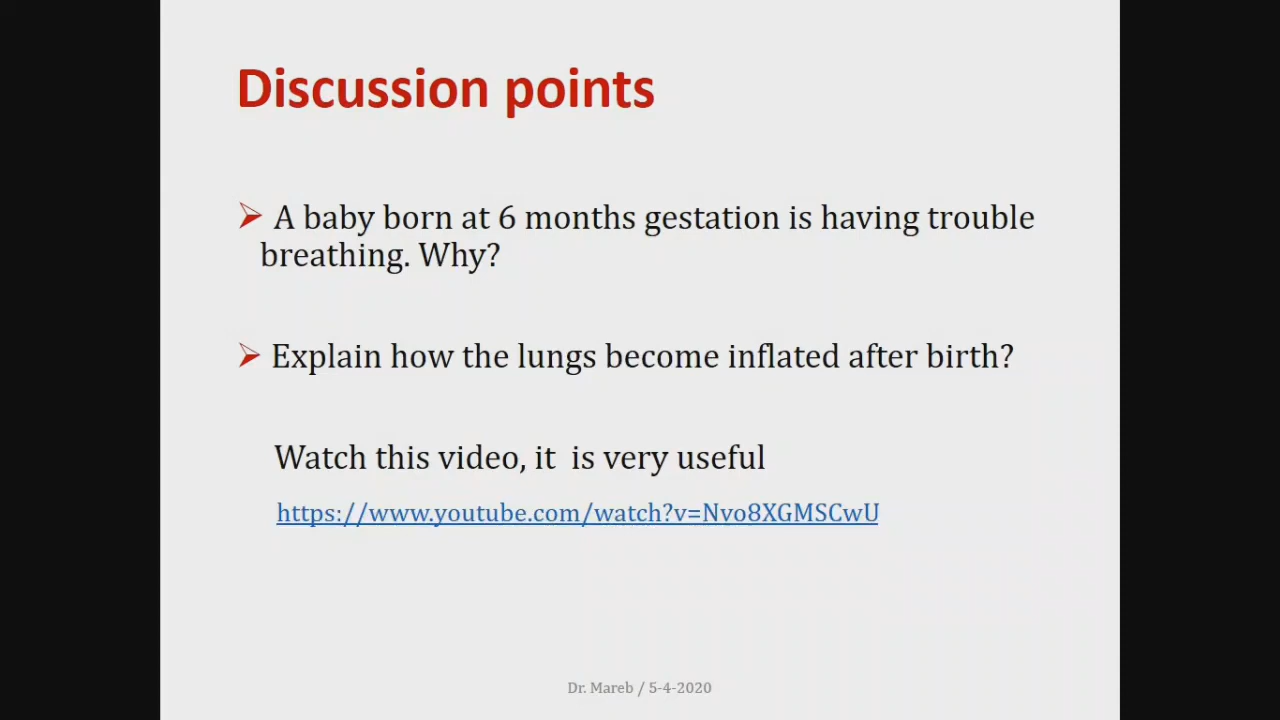 Discussion points
A baby born at 6 months gestation is having trouble
breathing. Why?
Explain how the lungs become inflated after birth?
Watch this video, it  is very useful
https://www.youtube.com/watch?v=Nvo8XGMSCwU
Dr. Mareb / 5-4-2020